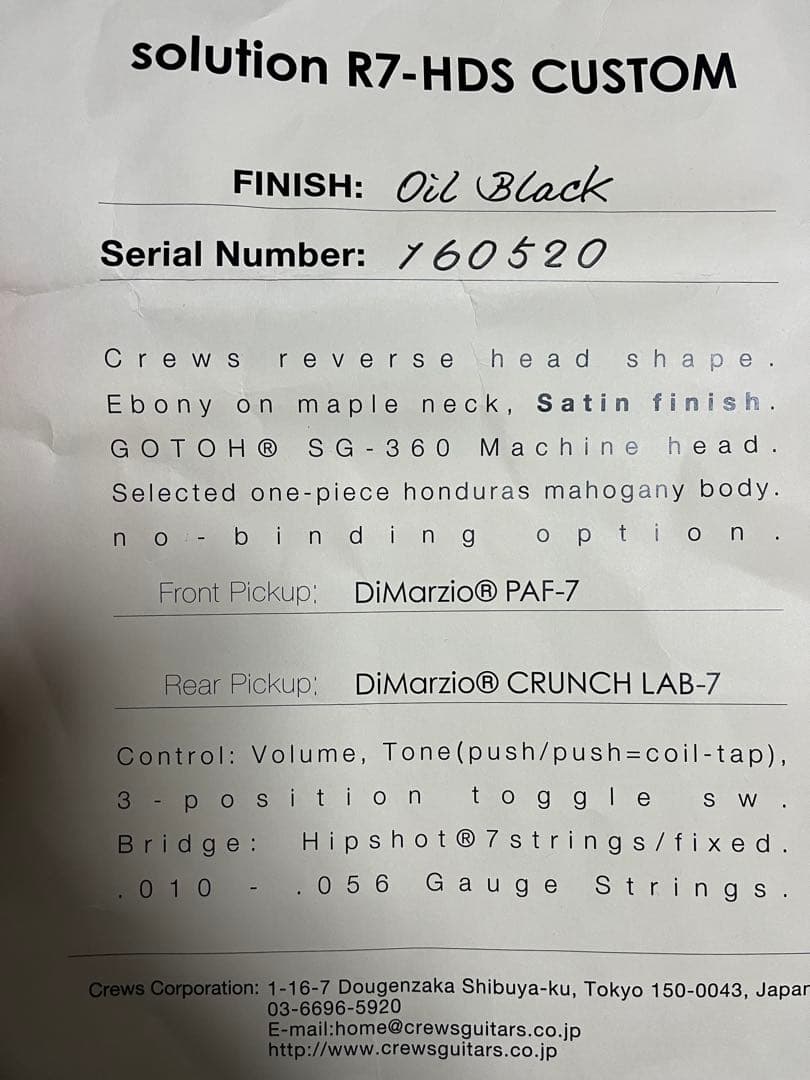 solution R7-HDS CUSTOM
FINISH: Oil Black
Serial Number: 160520
Crews reverse head shape.
Ebony on maple neck, Satin finish.
GOTOH® SG-360 Machine head.
Selected one-piece honduras mahogany body.
no-binding option.
Front Pickup: DiMarzio® PAF-7
Rear Pickup: DiMarzio® CRUNCH LAB-7
Control: Volume, Tone(push/push=coil-tap),
3-position toggle sw.
Bridge: Hipshot®7strings/fixed.
.010 - .056 Gauge Strings.
Crews Corporation: 1-16-7 Dougenzaka Shibuya-ku, Tokyo 150-0043, Japan
03-6696-5920
E-mail:home@crewsguitars.co.jp
http://www.crewsguitars.co.jp